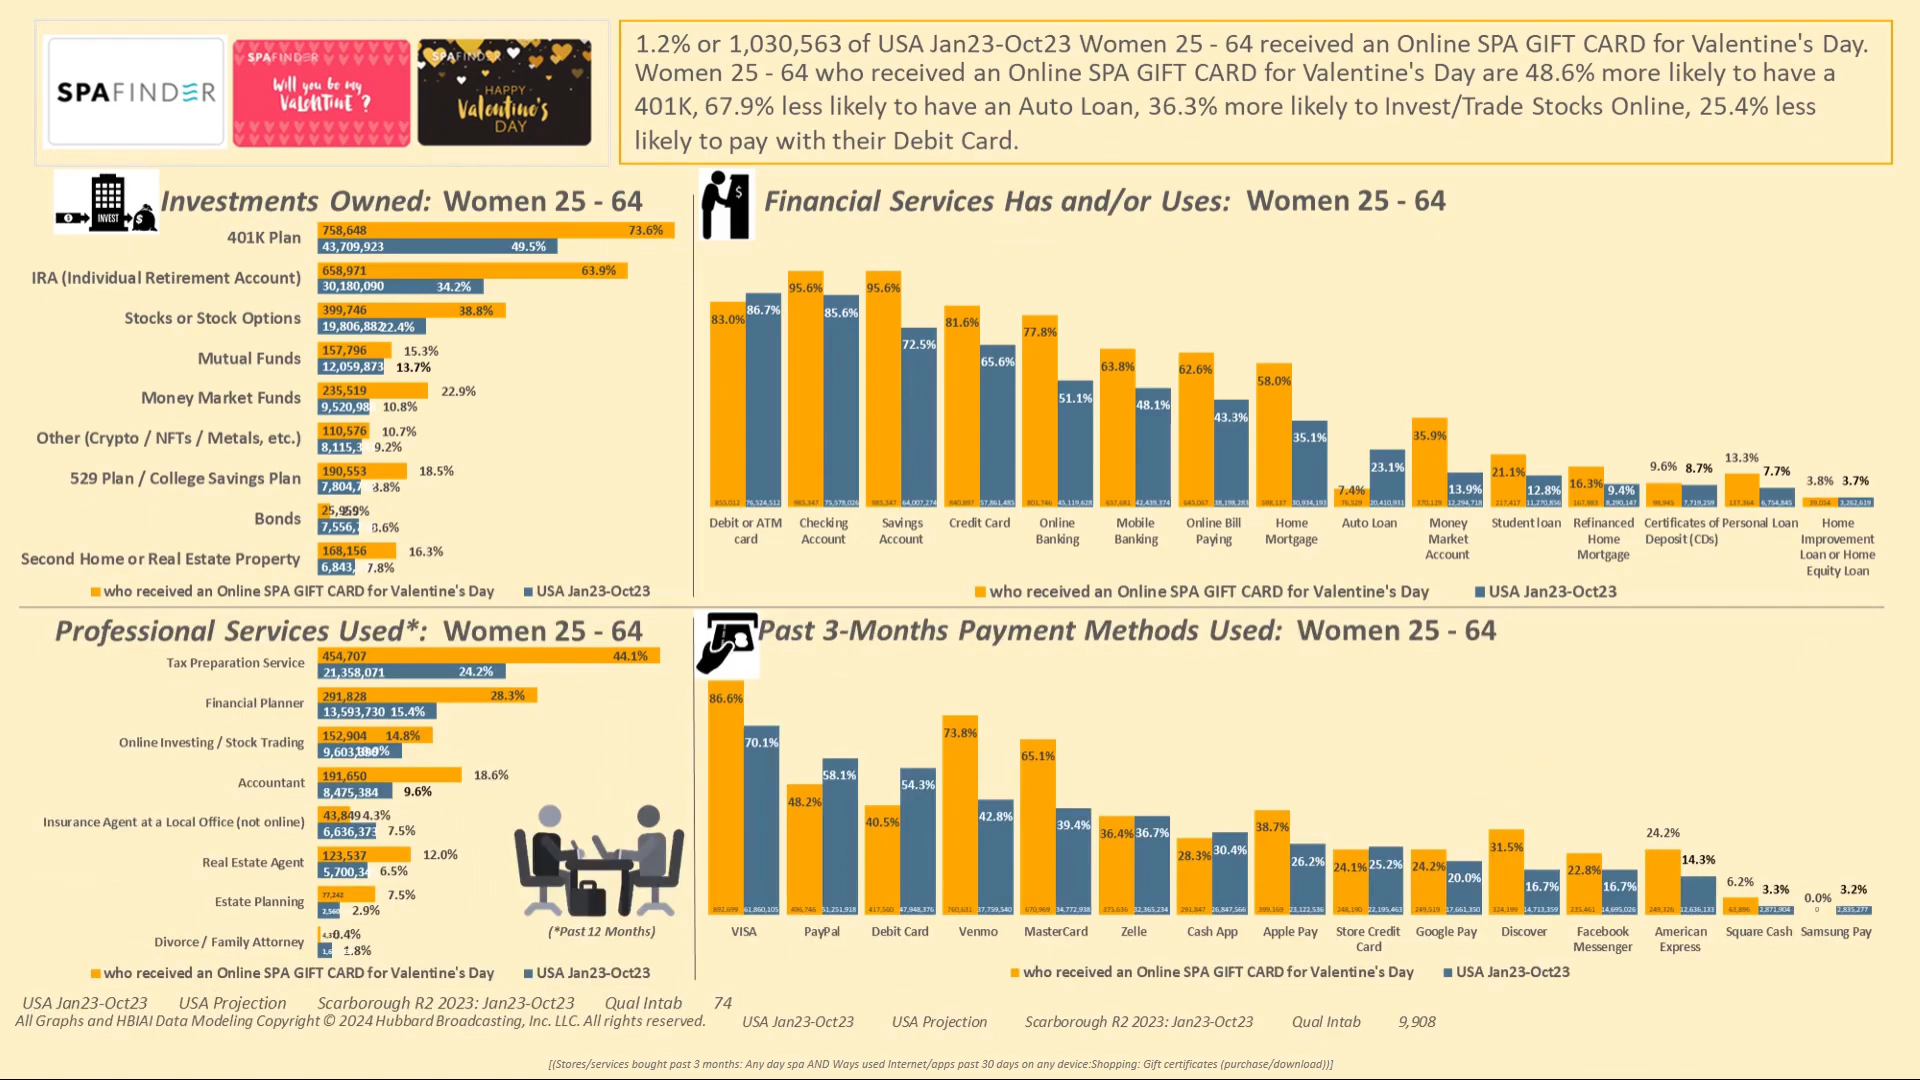 SPAFINDER
SPAFINDER
Will you be my
VALENTINE ?
SPAFINDER
HAPPY
Valentine's
DAY
1.2% or 1,030,563 of USA Jan23-Oct23 Women 25 - 64 received an Online SPA GIFT CARD for Valentine's Day.
Women 25 - 64 who received an Online SPA GIFT CARD for Valentine's Day are 48.6% more likely to have a
401K, 67.9% less likely to have an Auto Loan, 36.3% more likely to Invest/Trade Stocks Online, 25.4% less
likely to pay with their Debit Card.
INVEST
Investments Owned: Women 25 - 64
401K Plan
758,648 73.6%
43,709,923 49.5%
IRA (Individual Retirement Account)
658,971 63.9%
30,180,090 34.2%
Stocks or Stock Options
399,746 38.8%
19,806,882 22.4%
Mutual Funds
157,796 15.3%
12,059,873 13.7%
Money Market Funds
235,519 22.9%
10.8%
Other (Crypto / NFTs / Metals, etc.)
110,576 10.7%
9.2%
529 Plan / College Savings Plan
190,553 18.5%
8.8%
Bonds
8.6%
Second Home or Real Estate Property
168,156 16.3%
7.8%
who received an Online SPA GIFT CARD for Valentine's Day USA Jan23-Oct23
Financial Services Has and/or Uses: Women 25 - 64
83.0% 86.7% 95.6% 85.6% 95.6% 72.5% 81.6% 65.6% 77.8% 51.1% 63.8% 48.1% 62.6% 43.3% 58.0% 35.1% 7.4% 23.1% 35.9% 13.9% 21.1% 12.8% 16.3% 9.4% 9.6% 8.7% 13.3% 7.7% 3.8% 3.7%
Debit or ATM card
Checking Account
Savings Account
Credit Card
Online Banking
Mobile Banking
Online Bill Paying
Home Mortgage
Auto Loan
Money Market Account
Student loan
Refinanced Home Mortgage
Certificates of Deposit (CDs)
Personal Loan
Home Improvement Loan or Home Equity Loan
who received an Online SPA GIFT CARD for Valentine's Day USA Jan23-Oct23
Professional Services Used*: Women 25 - 64
Tax Preparation Service
454,707 44.1%
21,358,071 24.2%
Financial Planner
291,828 28.3%
13,593,730 15.4%
Online Investing / Stock Trading
152,904 14.8%
Accountant
191,650 18.6%
8,475,384 9.6%
Insurance Agent at a Local Office (not online)
43,849 4.3%
6,636,373 7.5%
Real Estate Agent
123,537 12.0%
6.5%
Estate Planning
77,242 7.5%
2.9%
Divorce / Family Attorney
0.4%
1.8%
(*Past 12 Months)
who received an Online SPA GIFT CARD for Valentine's Day USA Jan23-Oct23
Past 3-Months Payment Methods Used: Women 25 - 64
86.6% 70.1% 48.2% 58.1% 40.5% 54.3% 73.8% 42.8% 65.1% 39.4% 36.4% 36.7% 28.3% 30.4% 38.7% 26.2% 24.1% 25.2% 24.2% 20.0% 31.5% 16.7% 22.8% 16.7% 24.2% 14.3% 6.2% 3.3% 0.0% 3.2%
VISA
PayPal
Debit Card
Venmo
MasterCard
Zelle
Cash App
Apple Pay
Store Credit Card
Google Pay
Discover
Facebook Messenger
American Express
Square Cash
Samsung Pay
who received an Online SPA GIFT CARD for Valentine's Day USA Jan23-Oct23
USA Jan23-Oct23 USA Projection Scarborough R2 2023: Jan23-Oct23 Qual Intab 74
All Graphs and HBIAI Data Modeling Copyright © 2024 Hubbard Broadcasting, Inc. LLC. All rights reserved.
USA Jan23-Oct23 USA Projection Scarborough R2 2023: Jan23-Oct23 Qual Intab 9,908
[(Stores/services bought past 3 months: Any day spa AND Ways used Internet/apps past 30 days on any device:Shopping: Gift certificates (purchase/download))]